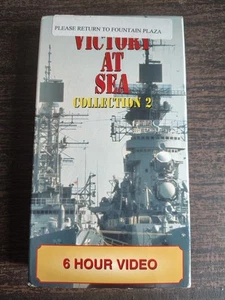 PLEASE RETURN TO FOUNTAIN PLAZA
VICTORY
AT
SEA
COLLECTION 2
6 HOUR VIDEO